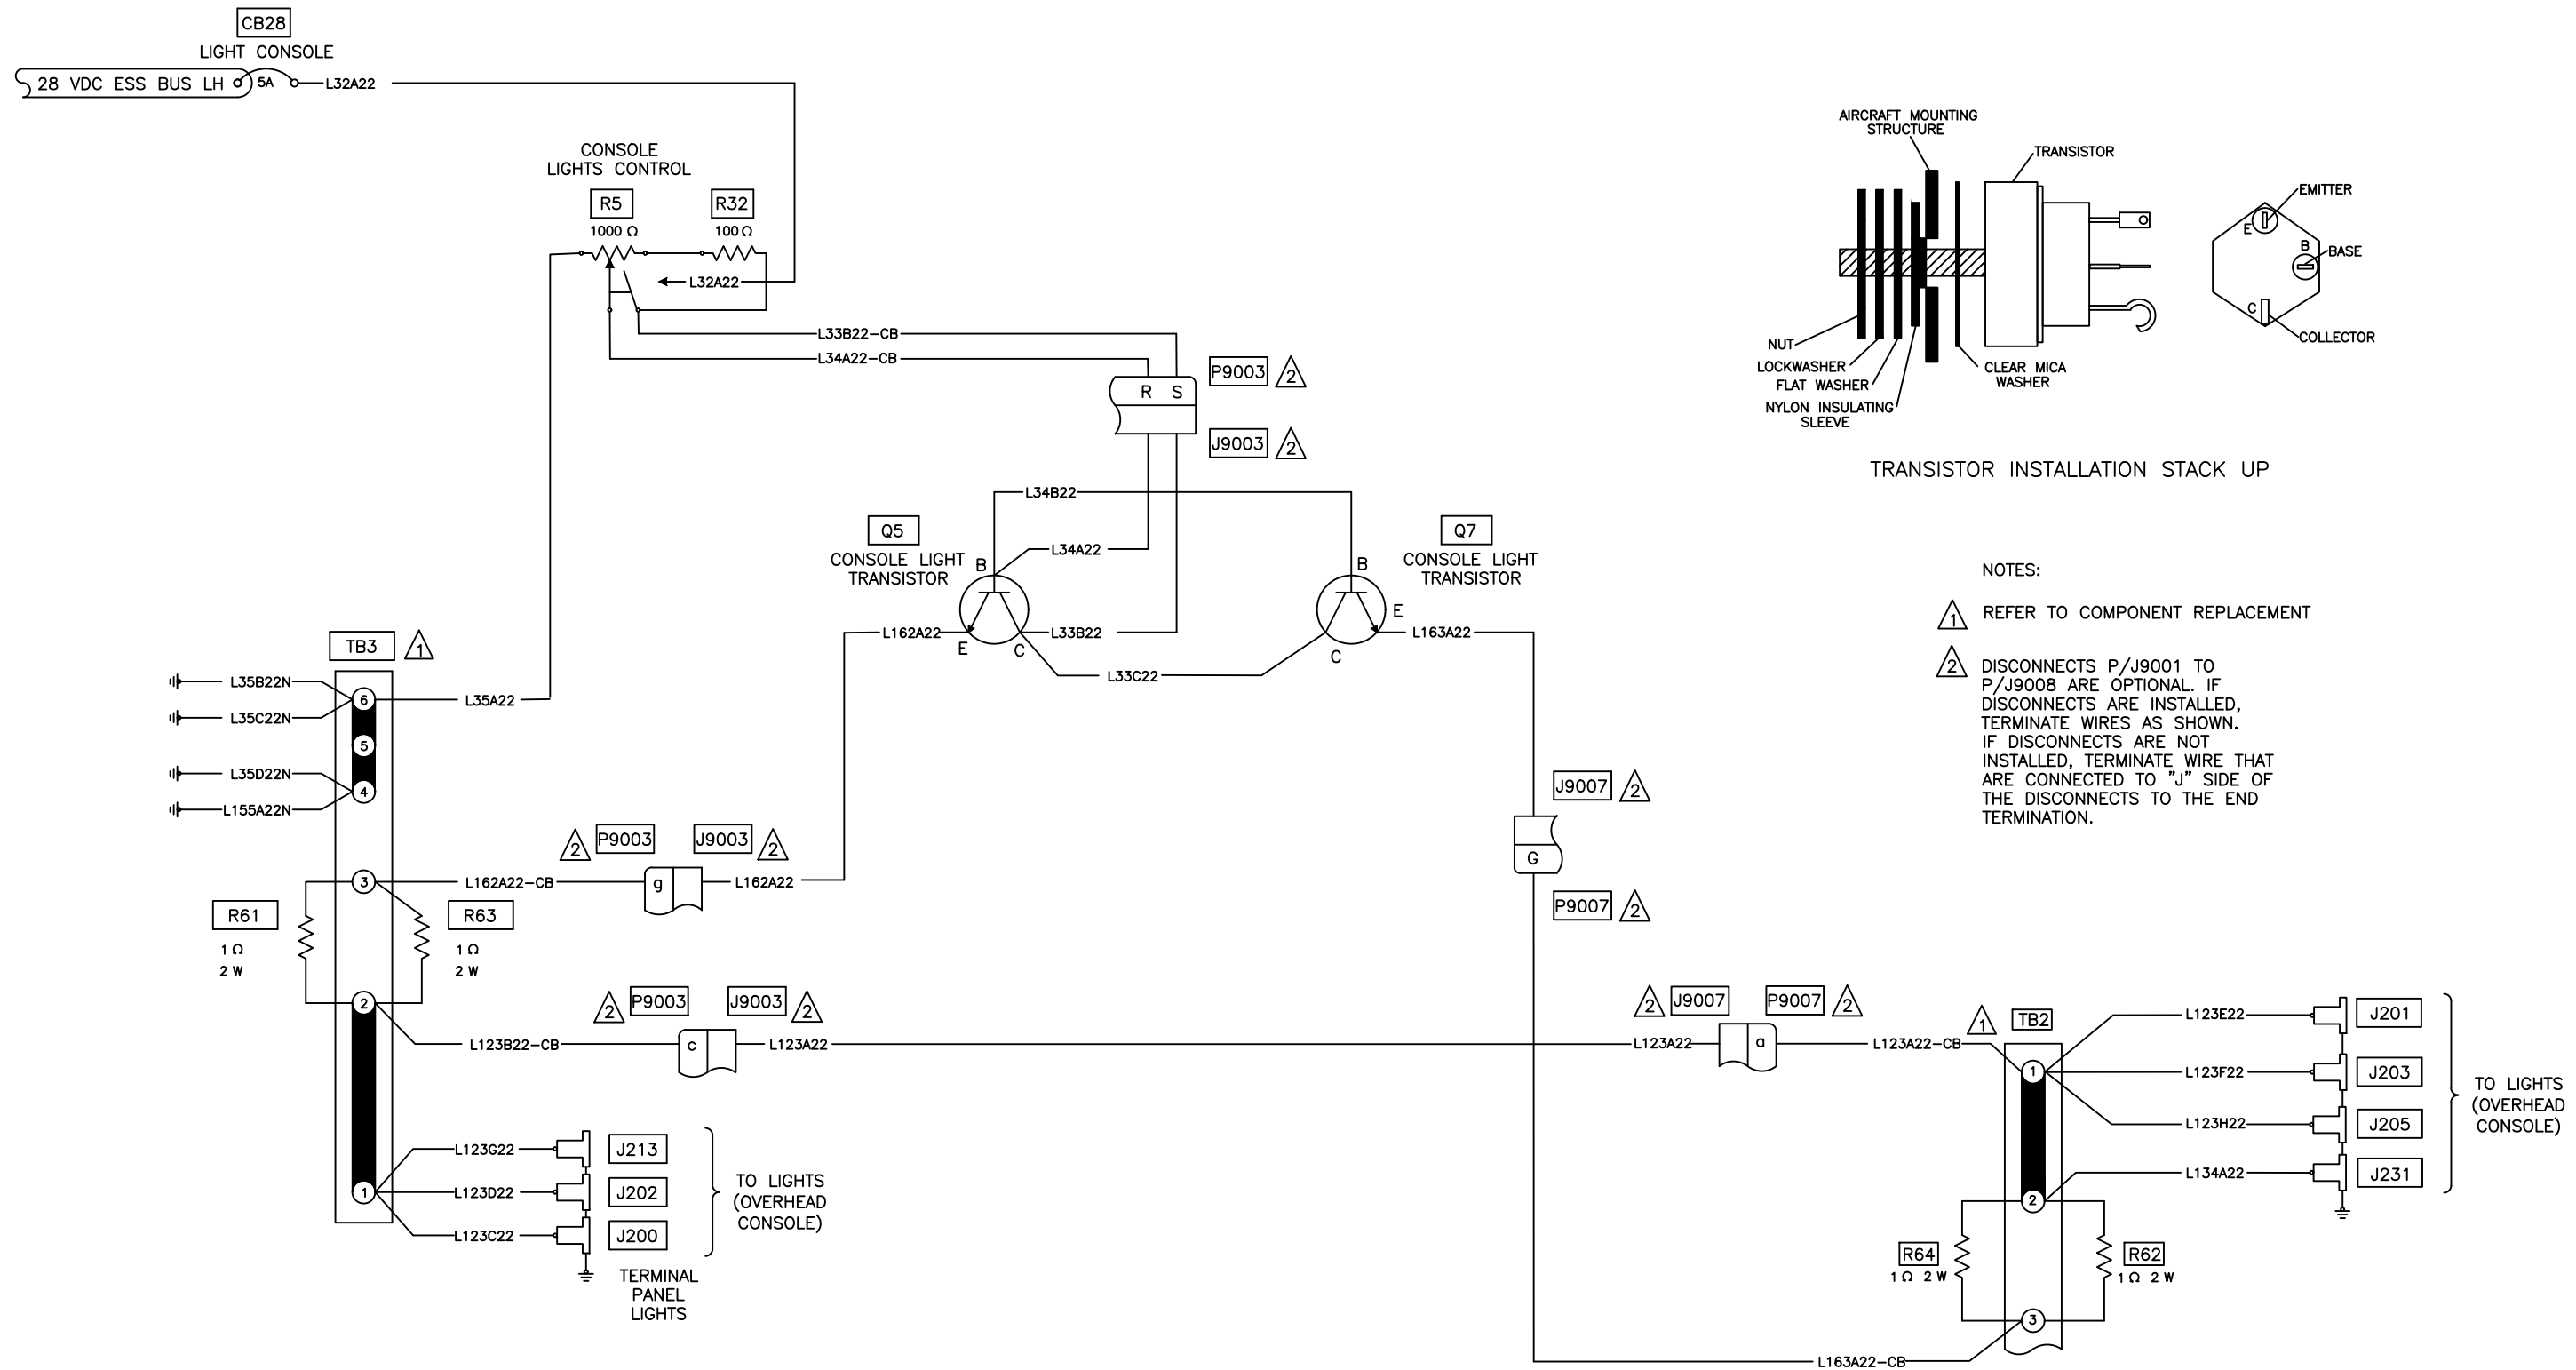 CB28
LIGHT CONSOLE
28 VDC ESS BUS LH
5A
L32A22
CONSOLE
LIGHTS CONTROL
R5
1000 Ω
R32
100 Ω
L32A22
L33B22-CB
L34A22-CB
P9003
2
R S
J9003
2
L34B22
Q5
CONSOLE LIGHT
TRANSISTOR
L34A22
B
E
C
L162A22
L33B22
L33C22
Q7
CONSOLE LIGHT
TRANSISTOR
B
E
C
L163A22
AIRCRAFT MOUNTING
STRUCTURE
TRANSISTOR
NUT
LOCKWASHER
FLAT WASHER
NYLON INSULATING
SLEEVE
CLEAR MICA
WASHER
EMITTER
E
B
BASE
C
COLLECTOR
TRANSISTOR INSTALLATION STACK UP
NOTES:
1 REFER TO COMPONENT REPLACEMENT
2 DISCONNECTS P/J9001 TO
P/J9008 ARE OPTIONAL. IF
DISCONNECTS ARE INSTALLED,
TERMINATE WIRES AS SHOWN.
IF DISCONNECTS ARE NOT
INSTALLED, TERMINATE WIRE THAT
ARE CONNECTED TO "J" SIDE OF
THE DISCONNECTS TO THE END
TERMINATION.
TB3
1
L35B22N
6
L35A22
L35C22N
5
L35D22N
4
L155A22N
P9003
2
J9003
2
3
L162A22-CB
g
L162A22
R61
1 Ω
2 W
R63
1 Ω
2 W
2
P9003
2
J9003
2
L123B22-CB
c
L123A22
1
L123G22
J213
L123D22
J202
L123C22
J200
TO LIGHTS
(OVERHEAD
CONSOLE)
TERMINAL
PANEL
LIGHTS
J9007
2
G
P9007
2
2
J9007
P9007
2
L123A22
a
L123A22-CB
1
TB2
1
L123E22
J201
L123F22
J203
L123H22
J205
2
L134A22
J231
TO LIGHTS
(OVERHEAD
CONSOLE)
R64
1 Ω 2 W
R62
1 Ω 2 W
3
L163A22-CB